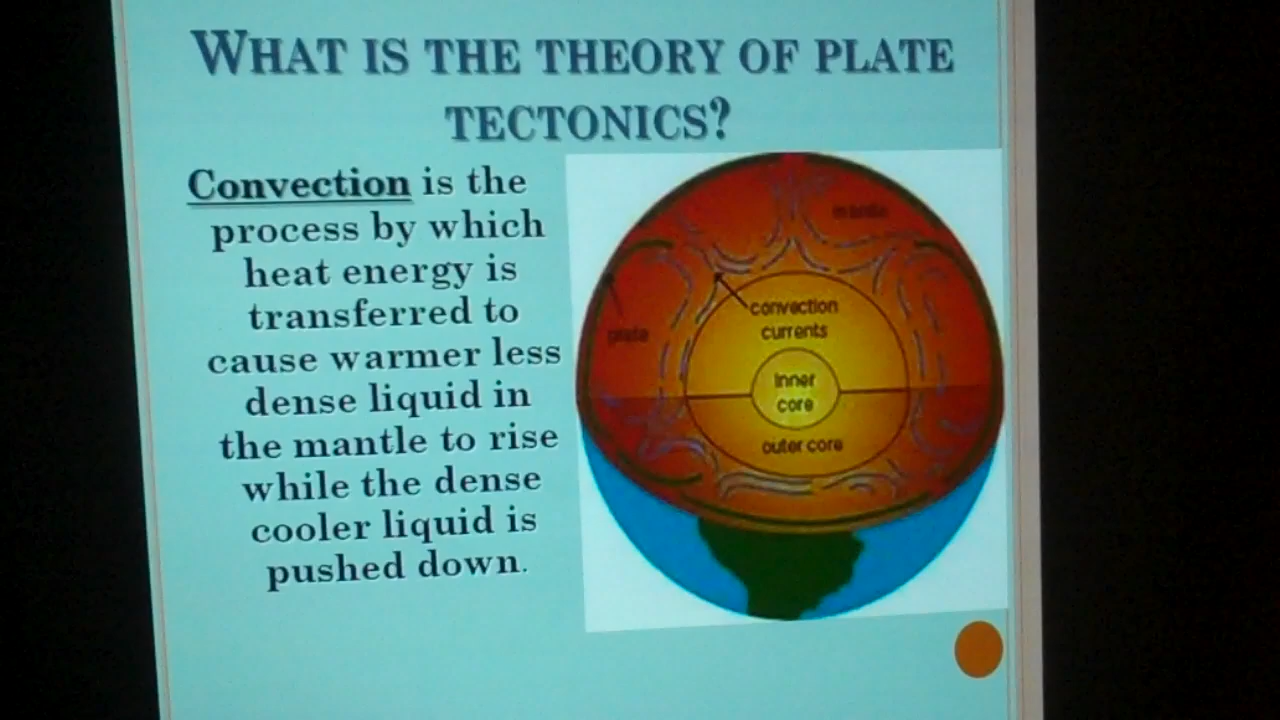 WHAT IS THE THEORY OF PLATE
TECTONICS?
Convection is the
process by which
heat energy is
transferred to
cause warmer less
dense liquid in
the mantle to rise
while the dense
cooler liquid is
pushed down.
mantle
plate
convection
currents
inner
core
outer core